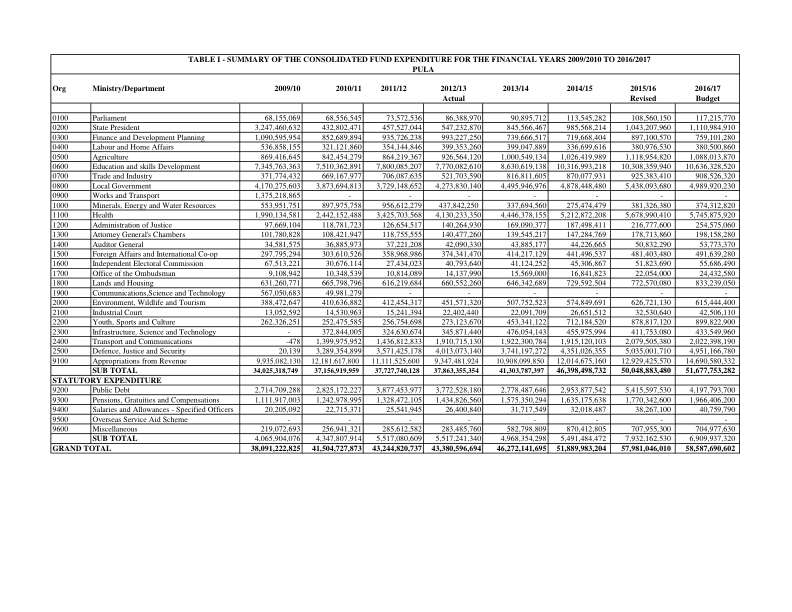 TABLE I - SUMMARY OF THE CONSOLIDATED FUND EXPENDITURE FOR THE FINANCIAL YEARS 2009/2010 TO 2016/2017
PULA
Org Ministry/Department 2009/10 2010/11 2011/12 2012/13 2013/14 2014/15 2015/16 2016/17
Actual Revised Budget
0100 Parliament 68,155,069 68,556,545 73,572,536 86,388,970 90,895,712 113,545,282 108,560,150 117,215,770
0200 State President 3,247,460,632 432,802,471 457,527,044 547,232,870 845,566,467 985,568,214 1,043,207,960 1,110,984,910
0300 Finance and Development Planning 1,090,595,954 852,689,894 935,726,238 993,227,250 739,666,517 719,668,404 897,100,570 759,101,280
0400 Labour and Home Affairs 536,858,155 321,121,860 354,144,846 399,353,260 399,047,889 336,699,616 380,976,530 380,500,860
0500 Agriculture 869,416,645 842,454,279 864,219,367 926,564,120 1,000,549,134 1,026,419,989 1,118,954,820 1,088,013,870
0600 Education and skills Development 7,345,763,313 7,510,362,891 7,800,085,207 7,770,082,610 8,630,619,138 10,316,993,218 10,308,359,940 10,636,328,520
0700 Trade and Industry 371,774,432 669,167,977 706,087,635 521,703,590 816,811,605 870,077,931 925,383,410 908,526,320
0800 Local Government 4,170,275,603 3,873,694,813 3,729,148,652 4,273,830,140 4,495,946,976 4,878,448,480 5,438,093,680 4,989,920,230
0900 Works and Transport 1,375,218,865 - - - - - - -
1000 Minerals, Energy and Water Resources 553,951,751 897,975,758 956,612,279 437,842,250 337,694,560 275,474,479 381,326,380 374,312,820
1100 Health 1,990,134,581 2,442,152,488 3,425,703,568 4,130,233,350 4,446,378,155 5,212,872,208 5,678,990,410 5,745,875,920
1200 Administration of Justice 97,669,104 118,781,723 126,654,517 140,264,930 169,090,377 187,498,411 216,777,600 254,575,060
1300 Attorney General's Chambers 101,780,828 108,421,947 118,755,555 140,477,260 139,545,217 147,284,769 178,713,860 198,158,280
1400 Auditor General 34,581,575 36,885,973 37,221,208 42,090,330 43,885,177 44,226,665 50,832,290 53,773,370
1500 Foreign Affairs and International Co-op 297,795,294 303,610,526 358,968,986 374,341,470 414,217,129 441,496,537 481,403,480 491,639,280
1600 Independent Electoral Commission 67,513,221 30,676,114 27,434,023 40,793,640 41,124,252 45,306,867 51,823,690 55,686,490
1700 Office of the Ombudsman 9,108,942 10,348,539 10,814,089 14,137,990 15,569,000 16,841,823 22,054,000 24,432,580
1800 Lands and Housing 631,260,771 665,798,796 616,219,684 660,552,260 646,342,689 729,592,504 772,570,080 833,239,050
1900 Communications,Science and Technology 567,050,683 49,981,279 - - - - - -
2000 Environment, Wildlife and Tourism 388,472,647 410,636,882 412,454,317 451,571,320 507,752,523 574,849,691 626,721,130 615,444,400
2100 Industrial Court 13,052,592 14,530,963 15,241,394 22,402,440 22,091,709 26,651,512 32,530,640 42,506,110
2200 Youth, Sports and Culture 262,326,251 252,475,585 256,754,698 273,123,670 453,341,122 712,184,520 878,817,120 899,822,900
2300 Infrastructure, Science and Technology - 372,844,005 324,630,674 345,871,440 476,054,143 455,975,994 411,753,080 433,549,960
2400 Transport and Communications -478 1,399,975,952 1,436,812,833 1,910,715,130 1,922,300,784 1,915,120,103 2,079,505,380 2,022,398,190
2500 Defence, Justice and Security 20,139 3,289,354,899 3,571,425,178 4,013,073,140 3,741,197,272 4,351,026,355 5,035,001,710 4,951,166,780
9100 Appropriations from Revenue 9,935,082,130 12,181,617,800 11,111,525,600 9,347,481,924 10,908,099,850 12,014,675,160 12,929,425,570 14,690,580,332
SUB TOTAL 34,025,318,749 37,156,919,959 37,727,740,128 37,863,355,354 41,303,787,397 46,398,498,732 50,048,883,480 51,677,753,282
STATUTORY EXPENDITURE
9200 Public Debt 2,714,709,288 2,825,172,227 3,877,453,977 3,772,528,180 2,778,487,646 2,953,877,542 5,415,597,530 4,197,793,700
9300 Pensions, Gratuities and Compensations 1,111,917,003 1,242,978,995 1,328,472,105 1,434,826,560 1,575,350,294 1,635,175,638 1,770,342,600 1,966,406,200
9400 Salaries and Allowances - Specified Officers 20,205,092 22,715,371 25,541,945 26,400,840 31,717,549 32,018,487 38,267,100 40,759,790
9500 Overseas Service Aid Scheme - - - - - - - -
9600 Miscellaneous 219,072,693 256,941,321 285,612,582 283,485,760 582,798,809 870,412,805 707,955,300 704,977,630
SUB TOTAL 4,065,904,076 4,347,807,914 5,517,080,609 5,517,241,340 4,968,354,298 5,491,484,472 7,932,162,530 6,909,937,320
GRAND TOTAL 38,091,222,825 41,504,727,873 43,244,820,737 43,380,596,694 46,272,141,695 51,889,983,204 57,981,046,010 58,587,690,602